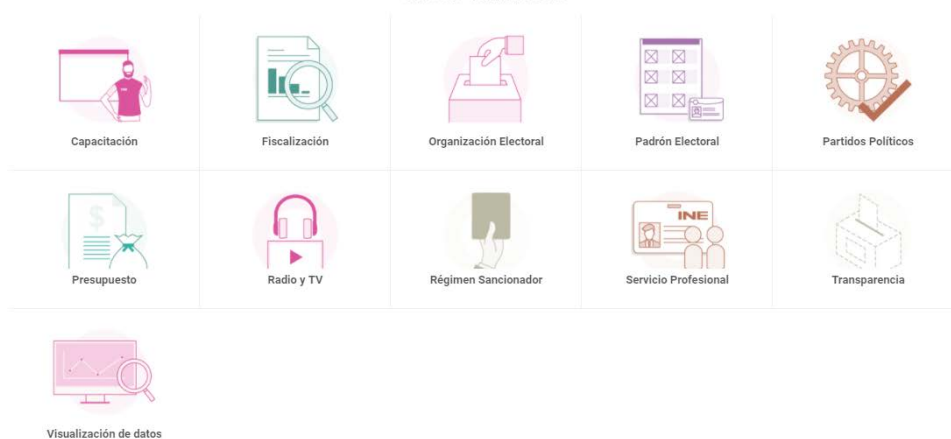 Capacitación
Fiscalización
Organización Electoral
Padrón Electoral
Partidos Políticos
$
INE
Presupuesto
Radio y TV
Régimen Sancionador
Servicio Profesional
Transparencia
Visualización de datos